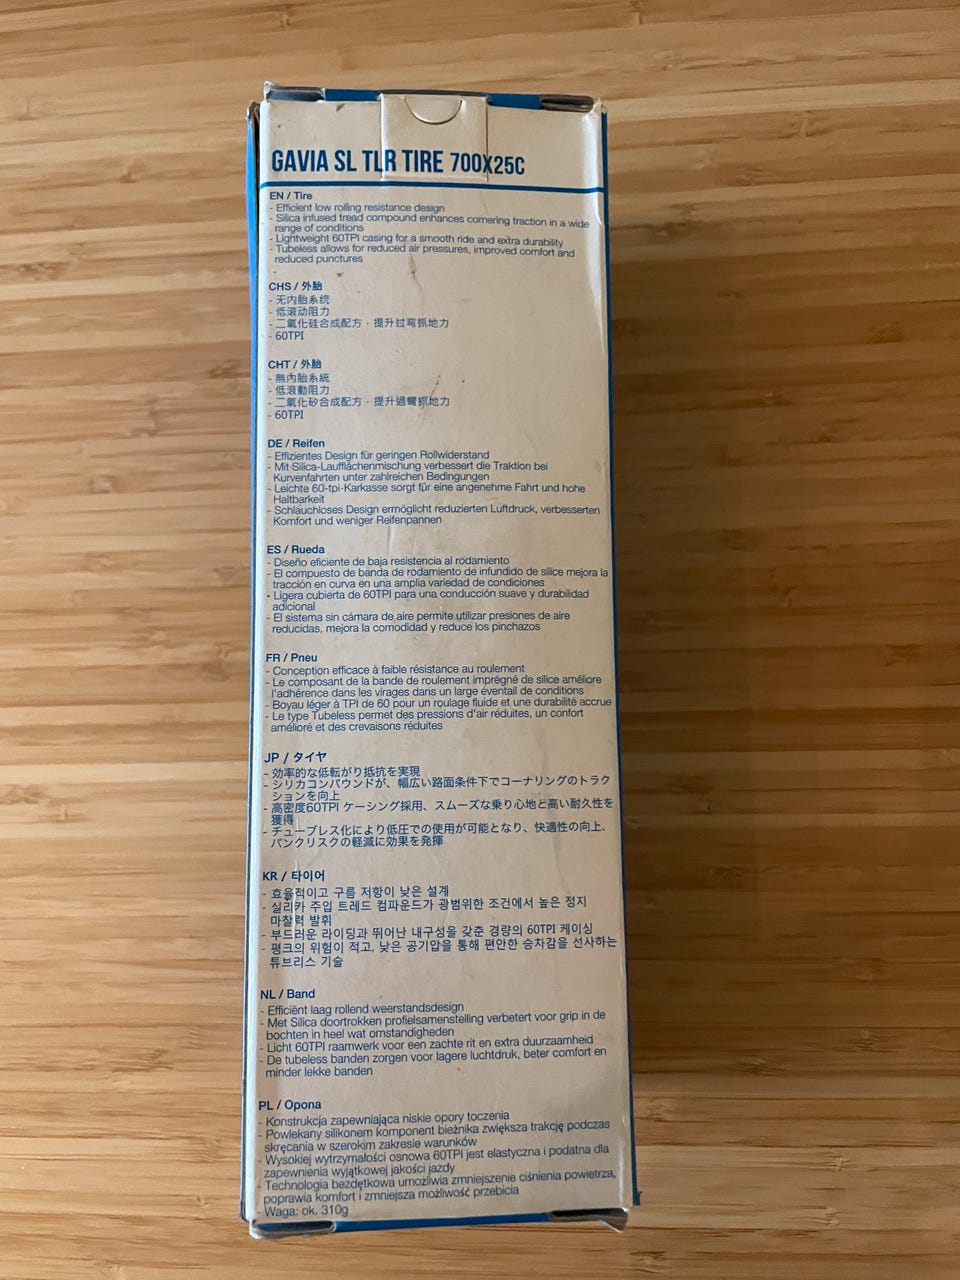 GAVIA SL TLR TIRE 700X25C
EN / Tire
- Efficient low rolling resistance design
- Silica infused tread compound enhances cornering traction in a wide
range of conditions
- Lightweight 60TPI casing for a smooth ride and extra durability
- Tubeless allows for reduced air pressures, improved comfort and
reduced punctures
CHS / 外胎
- 无内胎系统
- 低滚动阻力
- 二氧化硅合成配方，提升过弯抓地力
- 60TPI
CHT / 外胎
- 無內胎系統
- 低滾動阻力
- 二氧化矽合成配方，提升過彎抓地力
- 60TPI
DE / Reifen
- Effizientes Design für geringen Rollwiderstand
- Mit Silica-Laufflächenmischung verbessert die Traktion bei
Kurvenfahrten unter zahlreichen Bedingungen
- Leichte 60-tpi-Karkasse sorgt für eine angenehme Fahrt und hohe
Haltbarkeit
- Schlauchloses Design ermöglicht reduzierten Luftdruck, verbesserten
Komfort und weniger Reifenpannen
ES / Rueda
- Diseño eficiente de baja resistencia al rodamiento
- El compuesto de banda de rodamiento de infundido de sílice mejora la
tracción en curva en una amplia variedad de condiciones
- Ligera cubierta de 60TPI para una conducción suave y durabilidad
adicional
- El sistema sin cámara de aire permite utilizar presiones de aire
reducidas, mejora la comodidad y reduce los pinchazos
FR / Pneu
- Conception efficace à faible résistance au roulement
- Le composant de la bande de roulement imprégné de silice améliore
l'adhérence dans les virages dans un large éventail de conditions
- Boyau léger à TPI de 60 pour un roulage fluide et une durabilité accrue
- Le type Tubeless permet des pressions d'air réduites, un confort
amélioré et des crevaisons réduites
JP / タイヤ
- 効率的な低転がり抵抗を実現
- シリカコンパウンドが、幅広い路面条件下でコーナリングのトラク
ションを向上
- 高密度60TPI ケーシング採用、スムーズな乗り心地と高い耐久性を
獲得
- チューブレス化により低圧での使用が可能となり、快適性の向上、
パンクリスクの軽減に効果を発揮
KR / 타이어
- 효율적이고 구름 저항이 낮은 설계
- 실리카 주입 트레드 컴파운드가 광범위한 조건에서 높은 정지
마찰력 발휘
- 부드러운 라이딩과 뛰어난 내구성을 갖춘 경량의 60TPI 케이싱
- 펑크의 위험이 적고, 낮은 공기압을 통해 편안한 승차감을 선사하는
튜브리스 기술
NL / Band
- Efficiënt laag rollend weerstandsdesign
- Met Silica doortrokken profielsamenstelling verbetert voor grip in de
bochten in heel wat omstandigheden
- Licht 60TPI raamwerk voor een zachte rit en extra duurzaamheid
- De tubeless banden zorgen voor lagere luchtdruk, beter comfort en
minder lekke banden
PL / Opona
- Konstrukcja zapewniająca niskie opory toczenia
- Powlekany silikonem komponent bieżnika zwiększa trakcję podczas
skręcania w szerokim zakresie warunków
- Wysokiej wytrzymałości osnowa 60TPI jest elastyczna i podatna dla
zapewnienia wyjątkowej jakości jazdy
- Technologia bezdętkowa umożliwia zmniejszenie ciśnienia powietrza,
poprawia komfort i zmniejsza możliwość przebicia
- Waga: ok. 310g